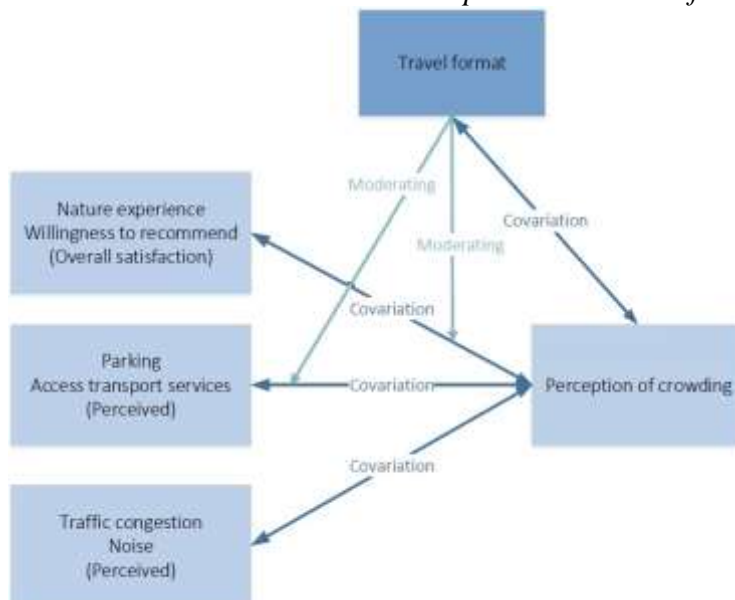 Travel format
Moderating
Nature experience
Willingness to recommend
(Overall satisfaction)
Covariation
Moderating
Covariation
Parking
Access transport services
(Perceived)
Covariation
Perception of crowding
Covariation
Traffic congestion
Noise
(Perceived)